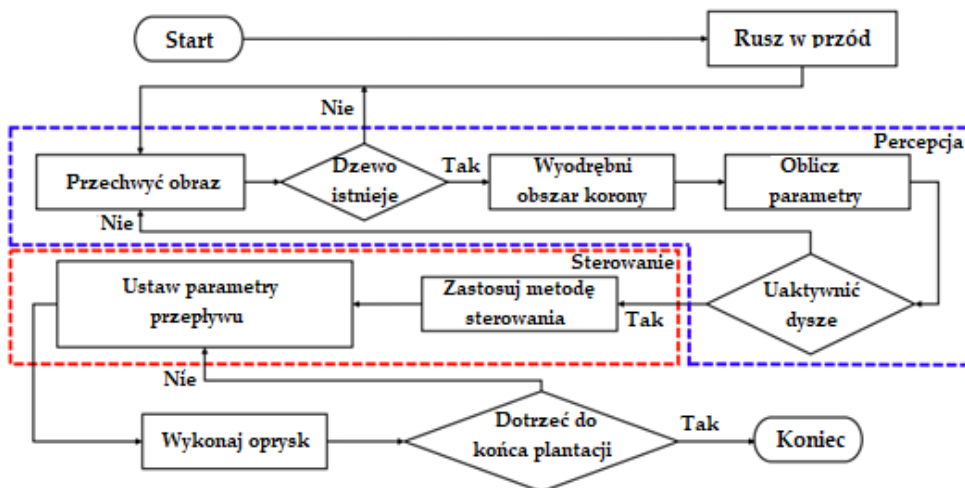 Start
Rusz w przód
Nie
Percepcja
Przechwyć obraz
Dzewo
istnieje
Tak
Wyodrębni
obszar korony
Oblicz
parametry
Nie
Sterowanie
Ustaw parametry
przepływu
Zastosuj metodę
sterowania
Tak
Uaktywnić
dysze
Nie
Wykonaj oprysk
Dotrzeć do
końca plantacji
Tak
Koniec